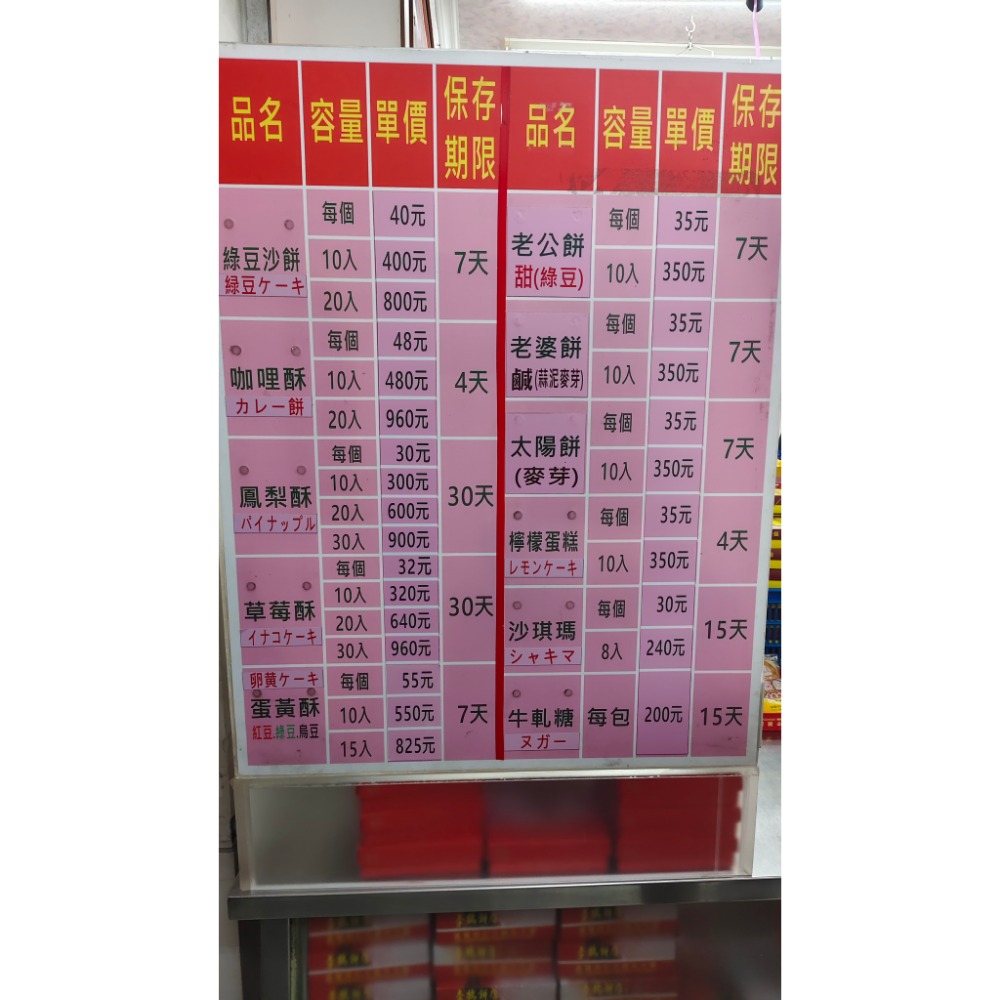 品名 容量 單價 保存期限
綠豆沙餅
緑豆ケーキ
每個 40元
10入 400元
20入 800元
7天
咖哩酥
カレー餅
每個 48元
10入 480元
20入 960元
4天
鳳梨酥
パイナップル
每個 30元
10入 300元
20入 600元
30入 900元
30天
草莓酥
イナコケーキ
每個 32元
10入 320元
20入 640元
30入 960元
30天
卵黄ケーキ
蛋黃酥
紅豆.綠豆.烏豆
每個 55元
10入 550元
15入 825元
7天
品名 容量 單價 保存期限
老公餅
甜(綠豆)
每個 35元
10入 350元
7天
老婆餅
鹹(蒜泥麥芽)
每個 35元
10入 350元
7天
太陽餅
(麥芽)
每個 35元
10入 350元
7天
檸檬蛋糕
レモンケーキ
每個 35元
10入 350元
4天
沙琪瑪
シャキマ
每個 30元
8入 240元
15天
牛軋糖
ヌガー
每包 200元
15天